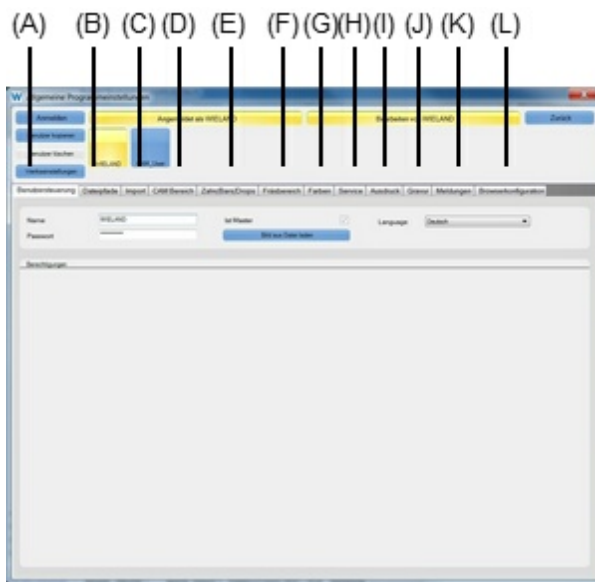 (A) (B) (C) (D) (E) (F) (G) (H) (I) (J) (K) (L)
W Allgemeine Programmeinstellungen
Anmelden Angemeldet als WIELAND Bearbeiten von WIELAND Zurück
Benutzer kopieren
Benutzer löschen WIELAND CAM_User
Werkseinstellungen
Benutzersteuerung Dateipfade Import CAM Bereich Zahn/Bars/Drops Fräsbereich Farben Service Ausdruck Gravur Meldungen Browserkonfiguration
Name WIELAND Ist Master Language Deutsch
Passwort Bild aus Datei laden
Berechtigungen